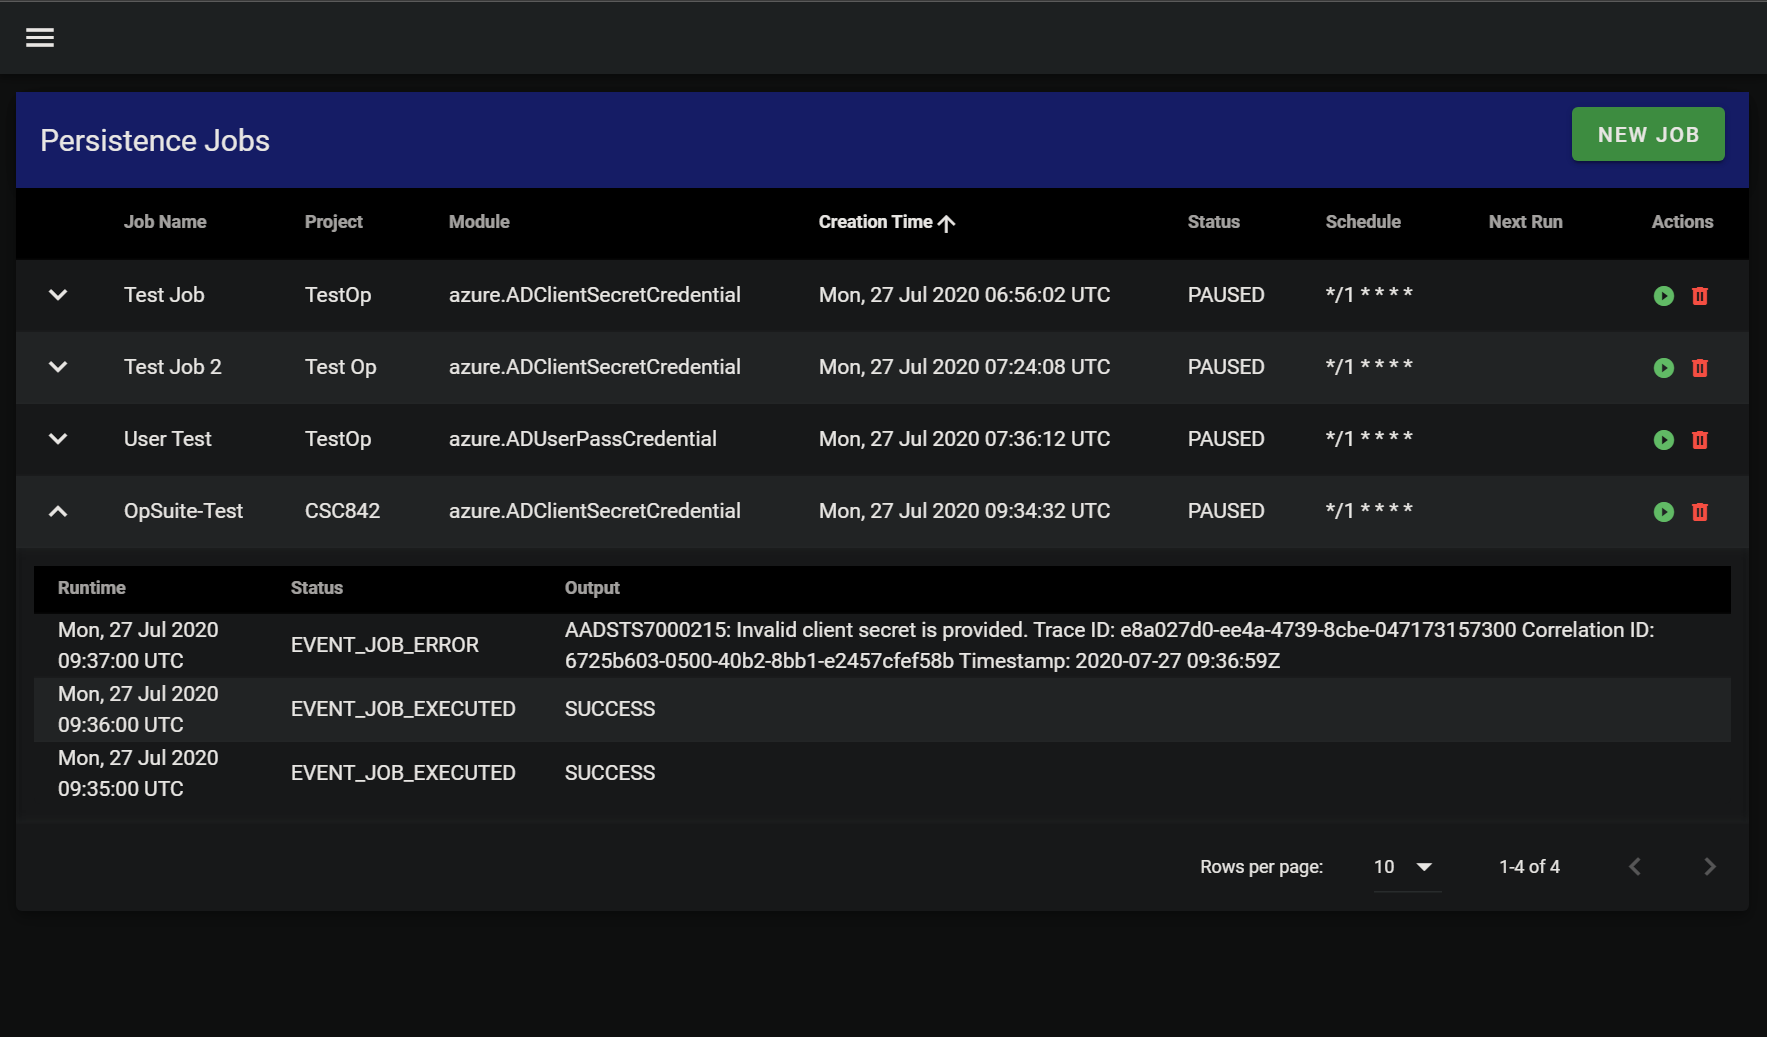 Persistence Jobs
NEW JOB
Job Name Project Module Creation Time Status Schedule Next Run Actions
Test Job TestOp azure.ADClientSecretCredential Mon, 27 Jul 2020 06:56:02 UTC PAUSED */1 * * * *
Test Job 2 Test Op azure.ADClientSecretCredential Mon, 27 Jul 2020 07:24:08 UTC PAUSED */1 * * * *
User Test TestOp azure.ADUserPassCredential Mon, 27 Jul 2020 07:36:12 UTC PAUSED */1 * * * *
OpSuite-Test CSC842 azure.ADClientSecretCredential Mon, 27 Jul 2020 09:34:32 UTC PAUSED */1 * * * *
Runtime Status Output
Mon, 27 Jul 2020
09:37:00 UTC
EVENT_JOB_ERROR
AADSTS7000215: Invalid client secret is provided. Trace ID: e8a027d0-ee4a-4739-8cbe-047173157300 Correlation ID:
6725b603-0500-40b2-8bb1-e2457cfef58b Timestamp: 2020-07-27 09:36:59Z
Mon, 27 Jul 2020
09:36:00 UTC
EVENT_JOB_EXECUTED
SUCCESS
Mon, 27 Jul 2020
09:35:00 UTC
EVENT_JOB_EXECUTED
SUCCESS
Rows per page: 10 1-4 of 4